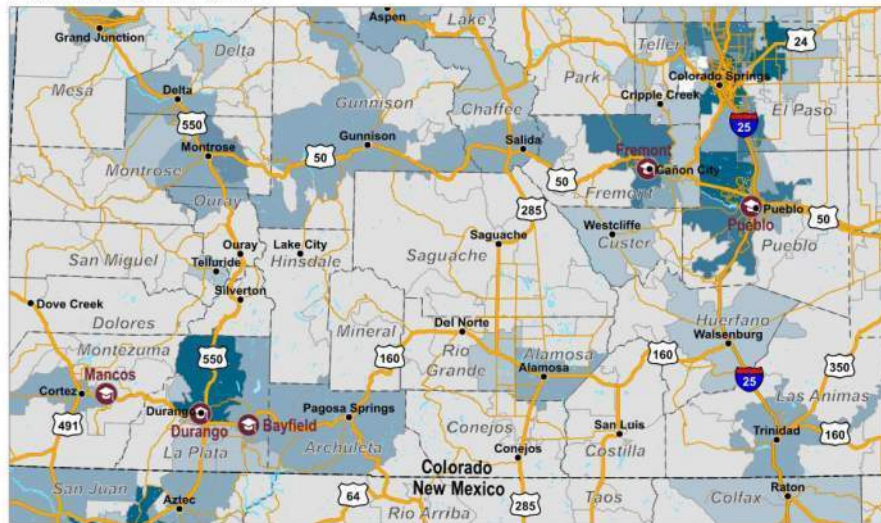 Aspen
Lake
Grand Junction
Delta
Teller
24
Colorado Springs
Mesa
Park
Gunnison
Cripple Creek
Delta
Chaffee
El Paso
550
25
Gunnison
Salida
Fremont
Montrose
50
Cañon City
Montrose
50
Fremont
Pueblo
Pueblo
50
Ouray
285
Westcliffe
Custer
Pueblo
Ouray
Lake City
Saguache
San Miguel
Telluride
Hinsdale
Saguache
Silverton
Dove Creek
Dolores
Mineral
Del Norte
Huerfano
Walsenburg
Montezuma
550
160
Rio
Grande
Alamosa
160
350
Mancos
Alamosa
25
Cortez
Las Animas
Durango
Pagosa Springs
491
Durango
Bayfield
Conejos
San Luis
Trinidad
160
La Plata
Archuleta
Costilla
Colorado
Conejos
San Juan
New Mexico
Raton
Aztec
64
285
Taos
Colfax
Rio Arriba